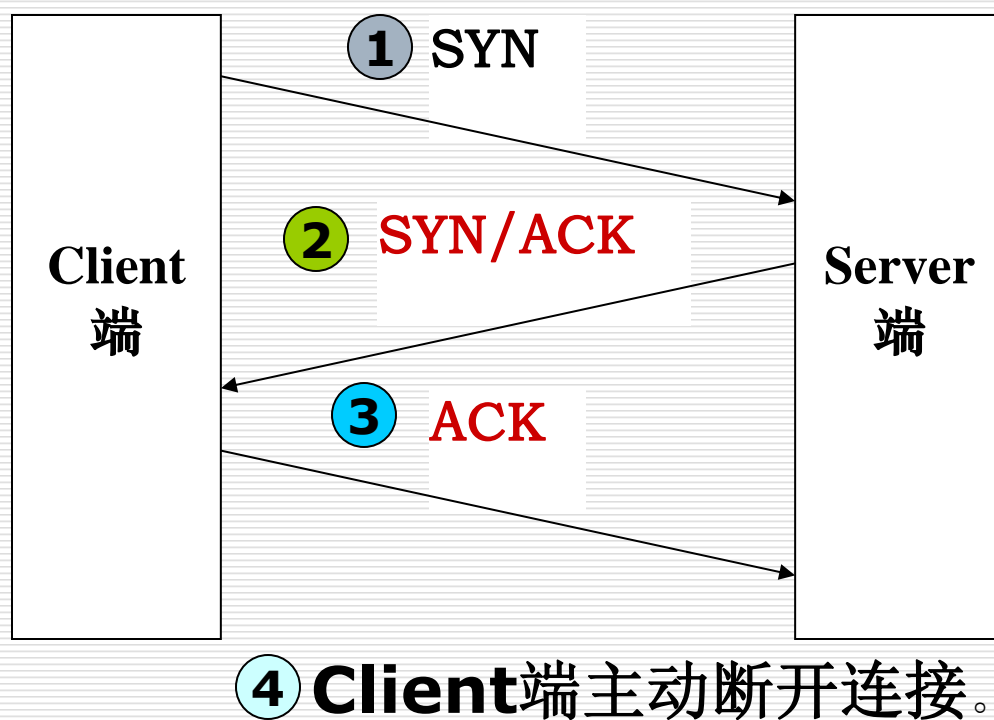 ① SYN
② SYN/ACK
Client
端
Server
端
③ ACK
④ Client端主动断开连接。